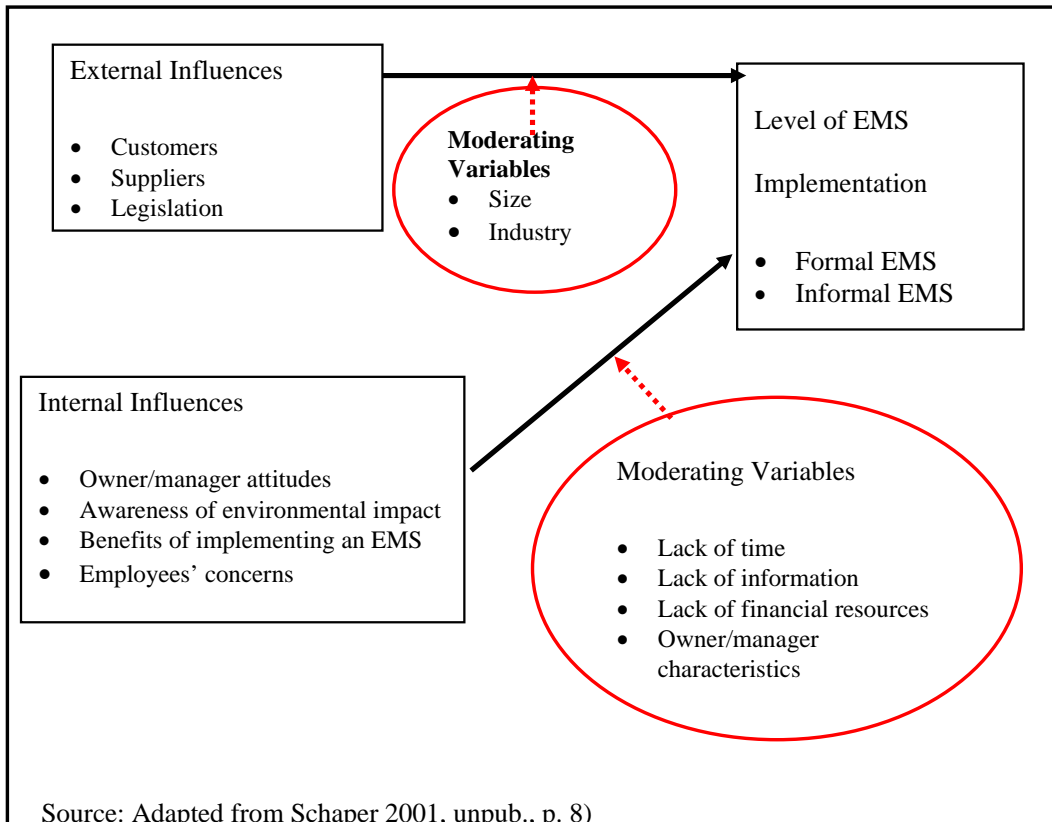 External Influences
• Customers
• Suppliers
• Legislation
Moderating
Variables
• Size
• Industry
Level of EMS
Implementation
• Formal EMS
• Informal EMS
Internal Influences
• Owner/manager attitudes
• Awareness of environmental impact
• Benefits of implementing an EMS
• Employees’ concerns
Moderating Variables
• Lack of time
• Lack of information
• Lack of financial resources
• Owner/manager
characteristics
Source: Adapted from Schaper 2001, unpub., p. 8)